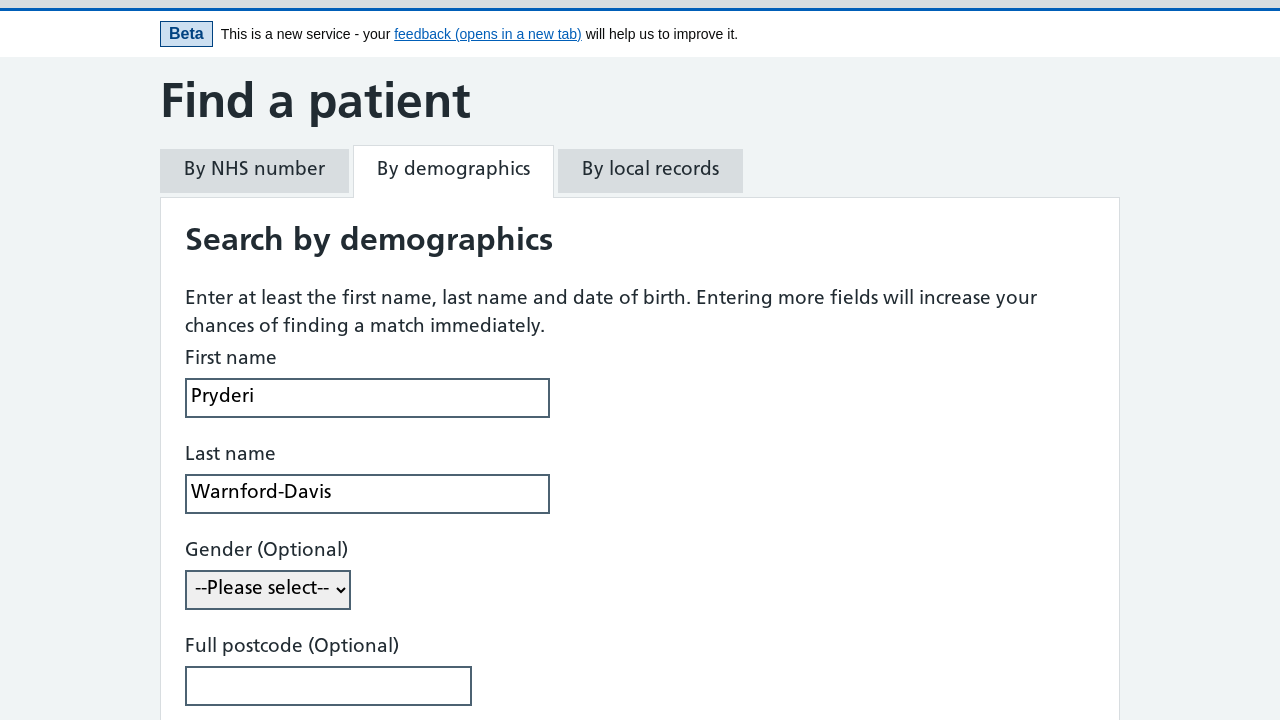 Beta This is a new service - your feedback (opens in a new tab) will help us to improve it.
Find a patient
By NHS number By demographics By local records
Search by demographics
Enter at least the first name, last name and date of birth. Entering more fields will increase your
chances of finding a match immediately.
First name
Pryderi
Last name
Warnford-Davis
Gender (Optional)
--Please select--
Full postcode (Optional)